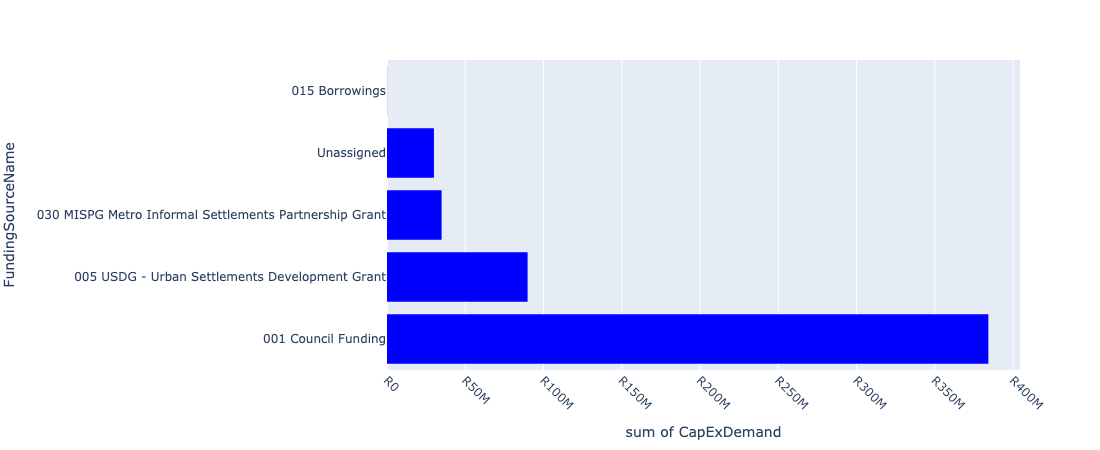 015 Borrowings
Unassigned
030 MISPG Metro Informal Settlements Partnership Grant
005 USDG - Urban Settlements Development Grant
001 Council Funding
FundingSourceName
R0
R50M
R100M
R150M
R200M
R250M
R300M
R350M
R400M
sum of CapExDemand